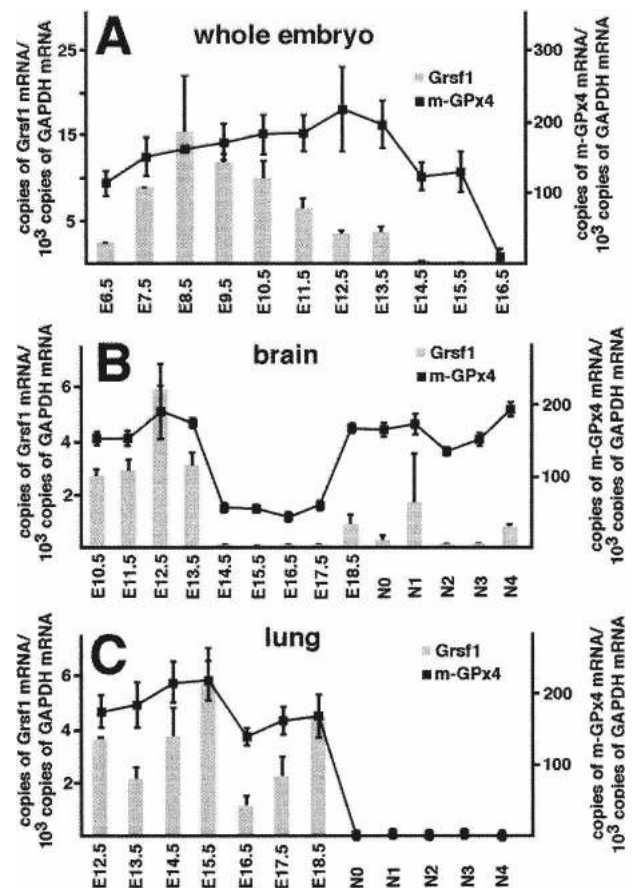 A whole embryo
Grsf1
m-GPx4
copies of Grsf1 mRNA/
10³ copies of GAPDH mRNA
25
15
5
copies of m-GPx4 mRNA/
10³ copies of GAPDH mRNA
300
200
100
E6.5 E7.5 E8.5 E9.5 E10.5 E11.5 E12.5 E13.5 E14.5 E15.5 E16.5
B brain
Grsf1
m-GPx4
copies of Grsf1 mRNA/
10³ copies of GAPDH mRNA
6
4
2
copies of m-GPx4 mRNA/
10³ copies of GAPDH mRNA
200
100
E10.5 E11.5 E12.5 E13.5 E14.5 E15.5 E16.5 E17.5 E18.5 N0 N1 N2 N3 N4
C lung
Grsf1
m-GPx4
copies of Grsf1 mRNA/
10³ copies of GAPDH mRNA
6
4
2
copies of m-GPx4 mRNA/
10³ copies of GAPDH mRNA
200
100
E12.5 E13.5 E14.5 E15.5 E16.5 E17.5 E18.5 N0 N1 N2 N3 N4